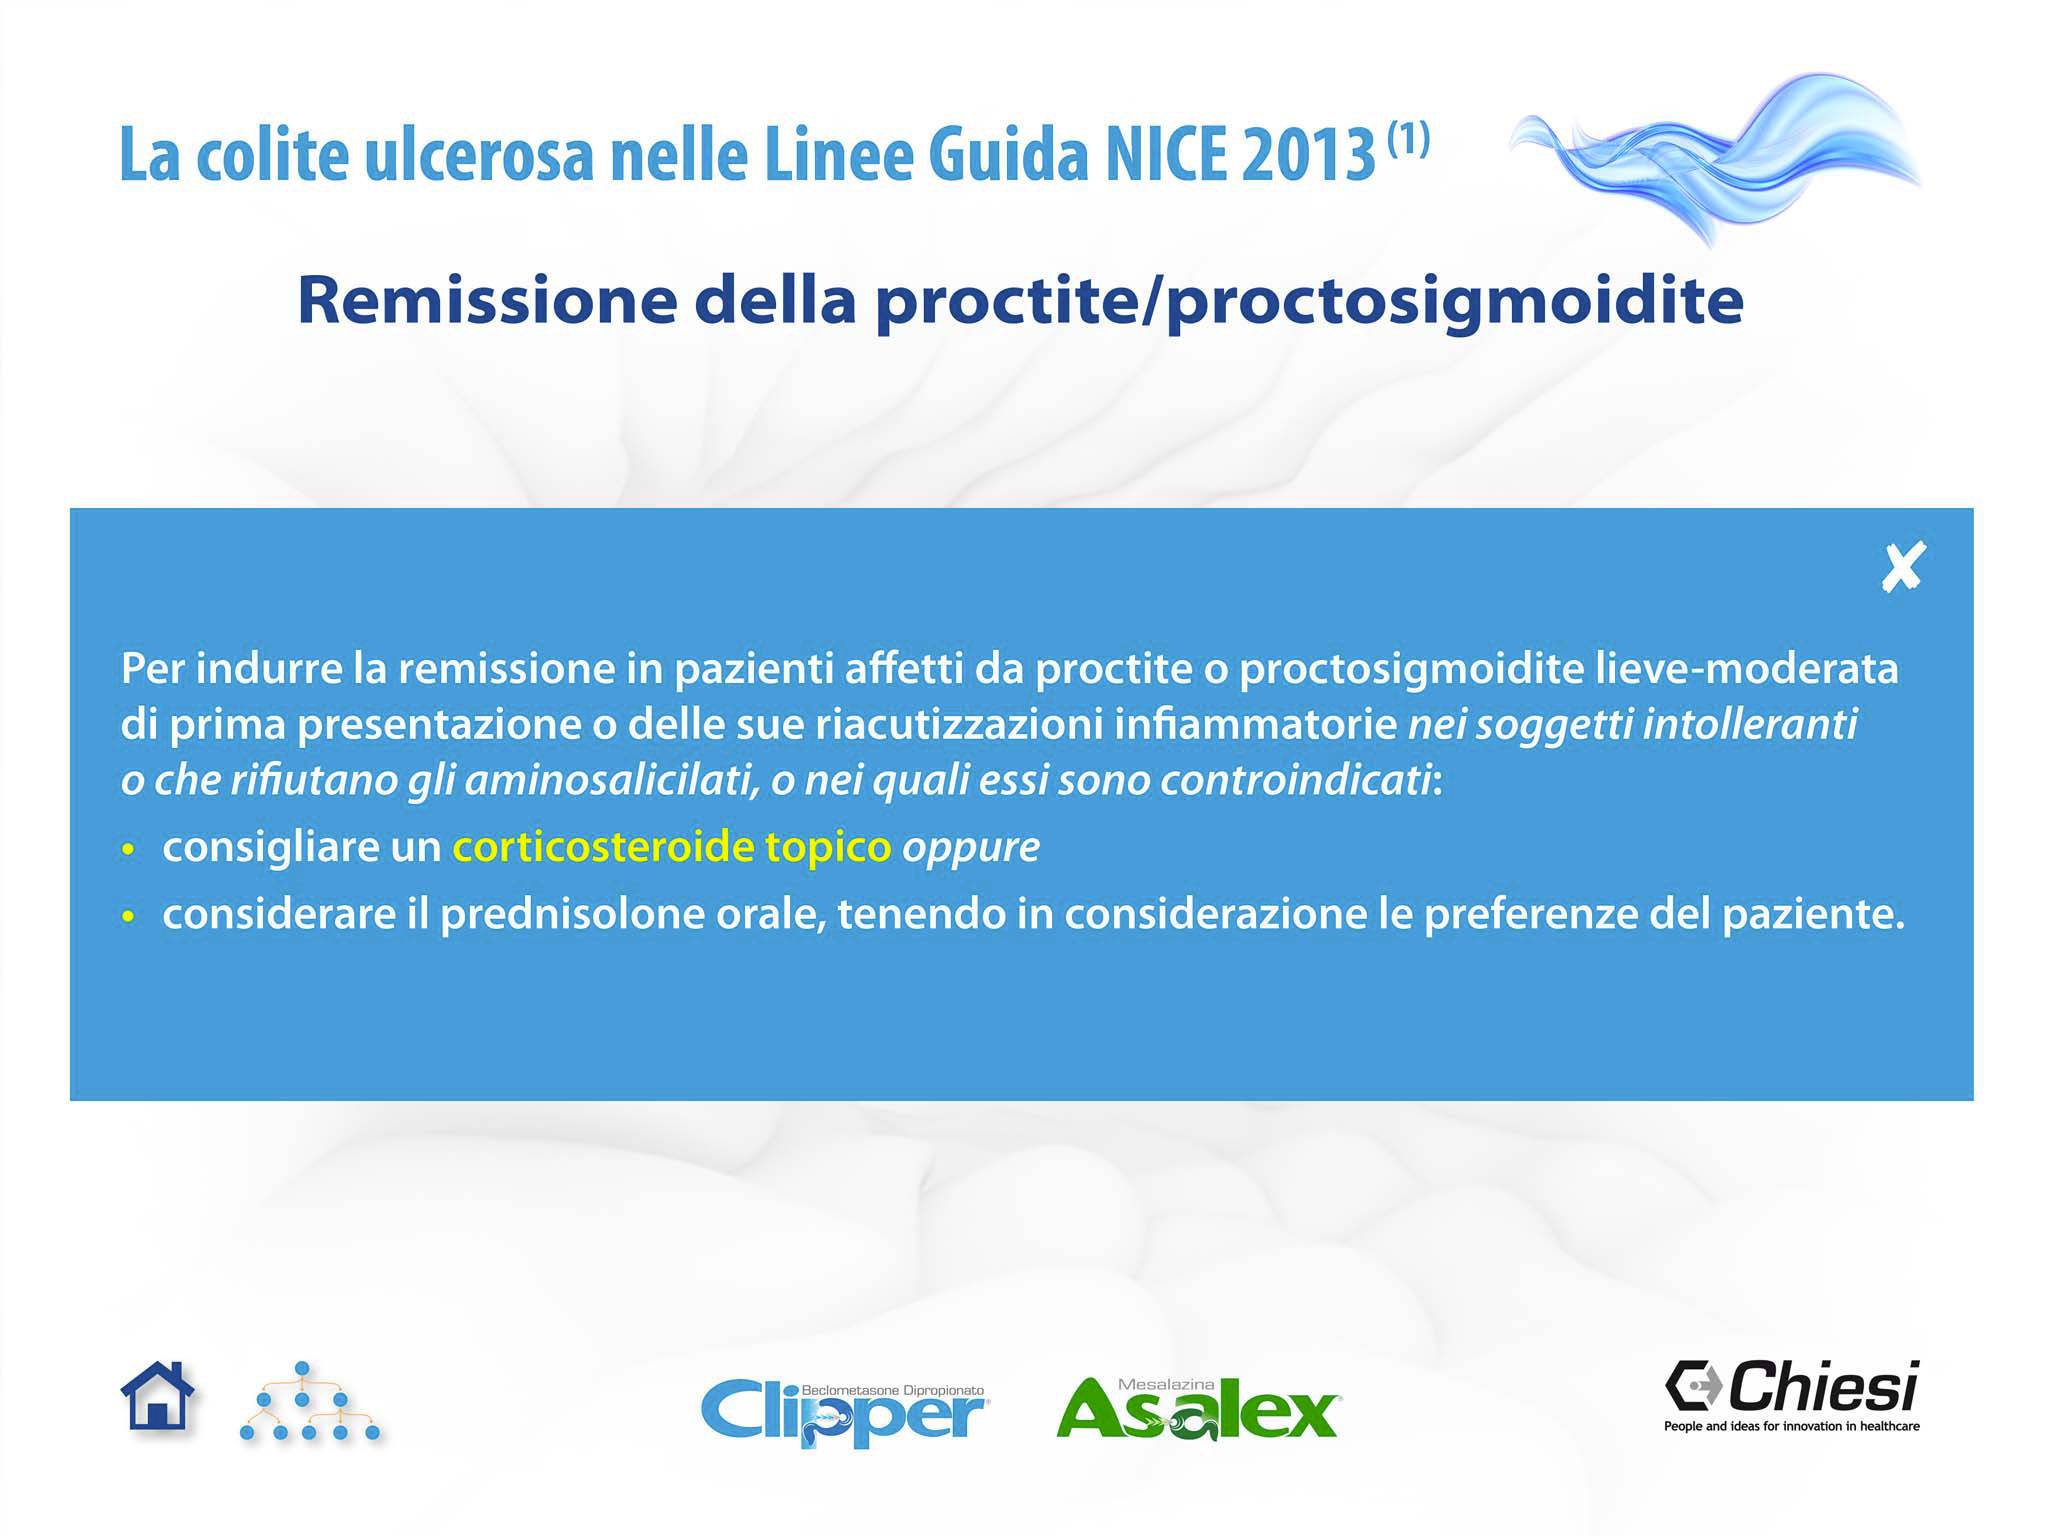 La colite ulcerosa nelle Linee Guida NICE 2013 (1)
Remissione della proctite/proctosigmoidite
✘
Per indurre la remissione in pazienti affetti da proctite o proctosigmoidite lieve-moderata
di prima presentazione o delle sue riacutizzazioni infiammatorie nei soggetti intolleranti
o che rifiutano gli aminosalicilati, o nei quali essi sono controindicati:
• consigliare un corticosteroide topico oppure
• considerare il prednisolone orale, tenendo in considerazione le preferenze del paziente.
Beclometasone Dipropionato
Clipper®
Mesalazina
Asalex®
Chiesi
People and ideas for innovation in healthcare